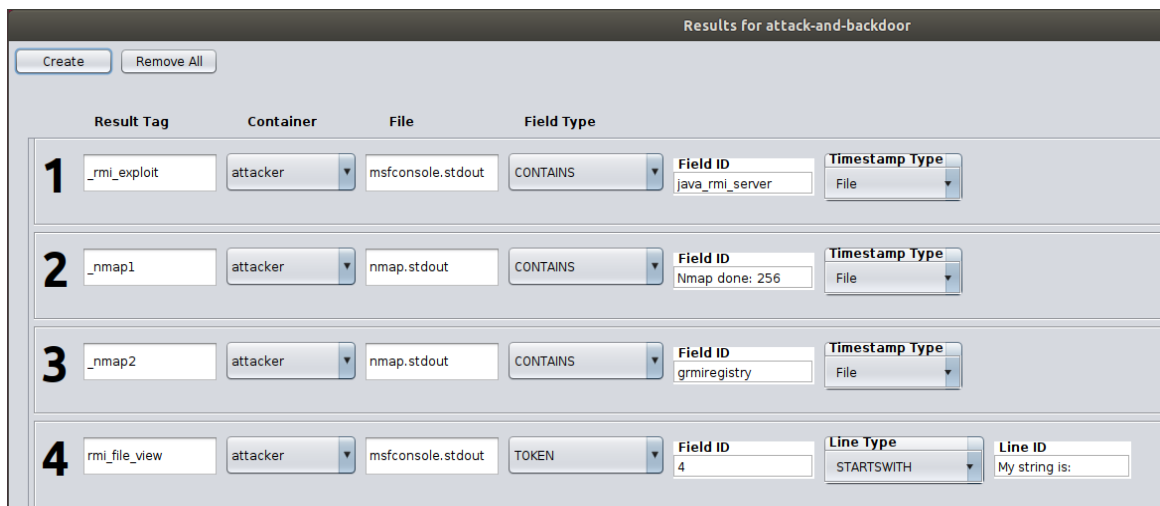 Results for attack-and-backdoor
Create Remove All
Result Tag Container File Field Type
1 _rmi_exploit attacker msfconsole.stdout CONTAINS Field ID java_rmi_server Timestamp Type File
2 _nmap1 attacker nmap.stdout CONTAINS Field ID Nmap done: 256 Timestamp Type File
3 _nmap2 attacker nmap.stdout CONTAINS Field ID grmiregistry Timestamp Type File
4 rmi_file_view attacker msfconsole.stdout TOKEN Field ID 4 Line Type STARTSWITH Line ID My string is: